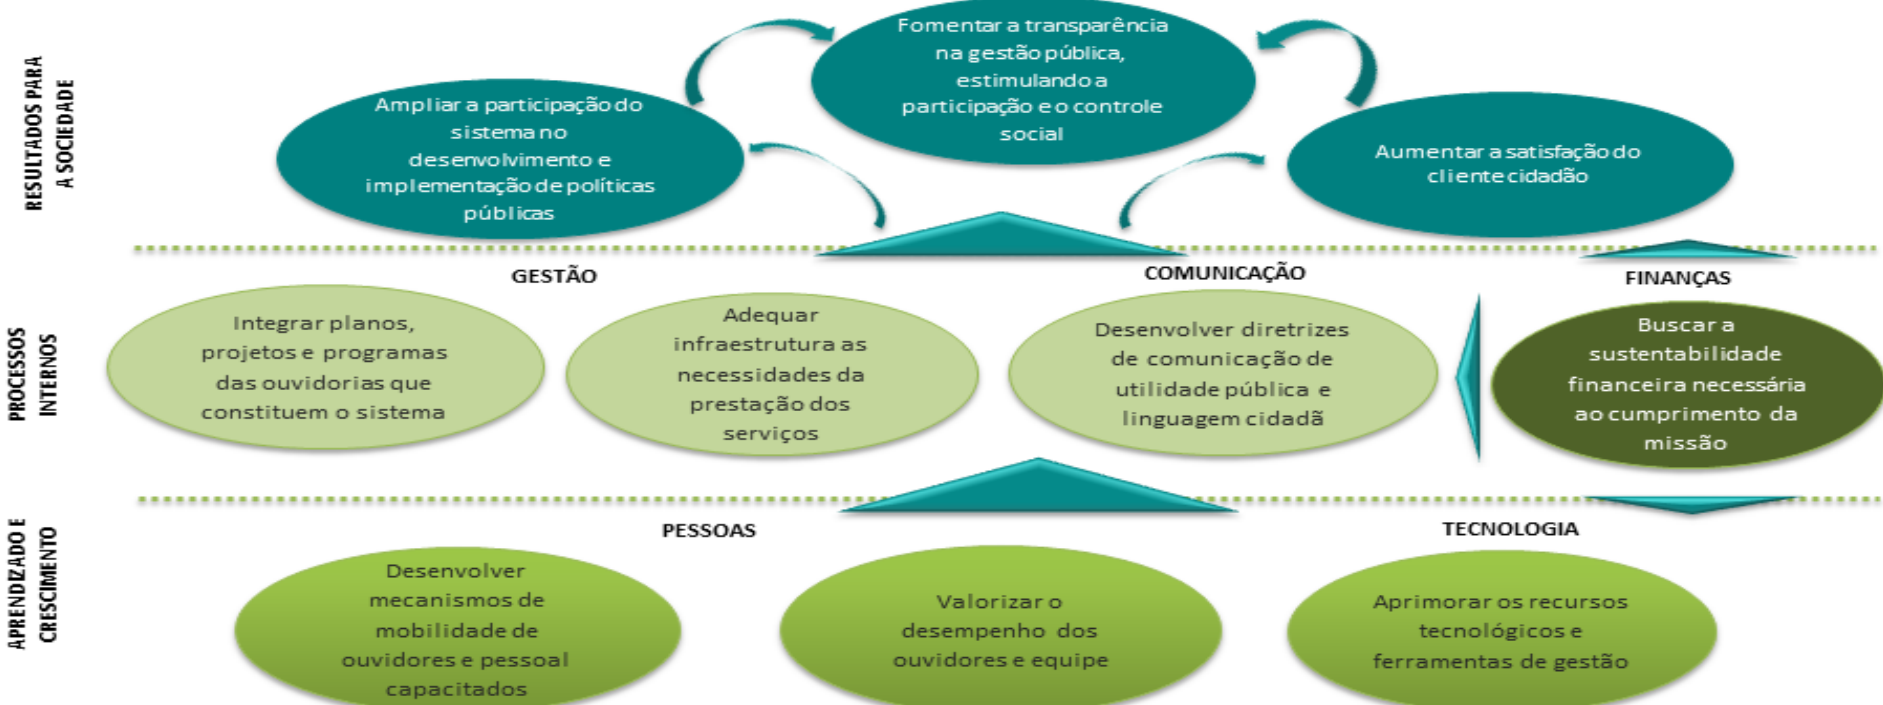 RESULTADOS PARA
A SOCIEDADE
Fomentar a transparência
na gestão pública,
estimulando a
participação e o controle
social
Ampliar a participação do
sistema no
desenvolvimento e
implementação de políticas
públicas
Aumentar a satisfação do
cliente cidadão
PROCESSOS
INTERNOS
GESTÃO
COMUNICAÇÃO
FINANÇAS
Integrar planos,
projetos e programas
das ouvidorias que
constituem o sistema
Adequar
infraestrutura as
necessidades da
prestação dos
serviços
Desenvolver diretrizes
de comunicação de
utilidade pública e
linguagem cidadã
Buscar a
sustentabilidade
financeira necessária
ao cumprimento da
missão
APRENDIZADO E
CRESCIMENTO
PESSOAS
TECNOLOGIA
Desenvolver
mecanismos de
mobilidade de
ouvidores e pessoal
capacitados
Valorizar o
desempenho dos
ouvidores e equipe
Aprimorar os recursos
tecnológicos e
ferramentas de gestão